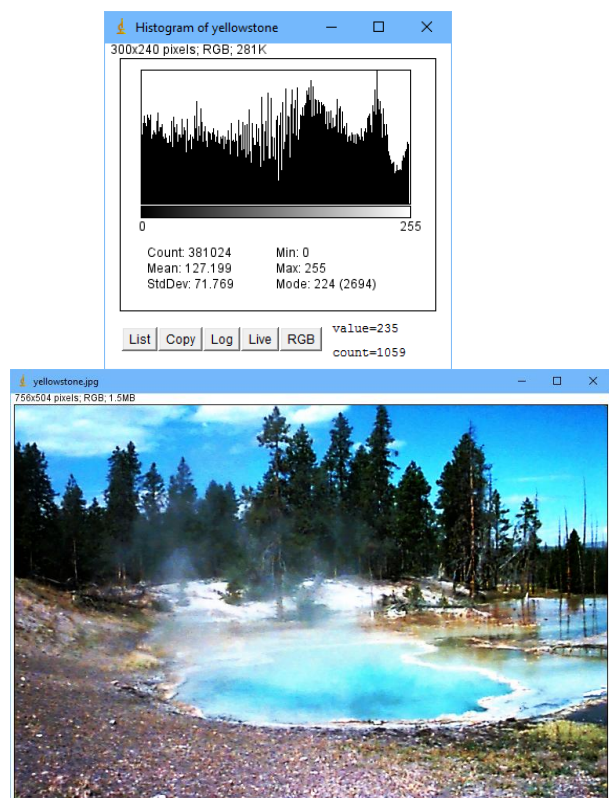 Histogram of yellowstone
300x240 pixels; RGB; 281K
0 255
Count: 381024 Min: 0
Mean: 127.199 Max: 255
StdDev: 71.769 Mode: 224 (2694)
List Copy Log Live RGB value=235
count=1059
yellowstone.jpg
756x504 pixels; RGB; 1.5MB